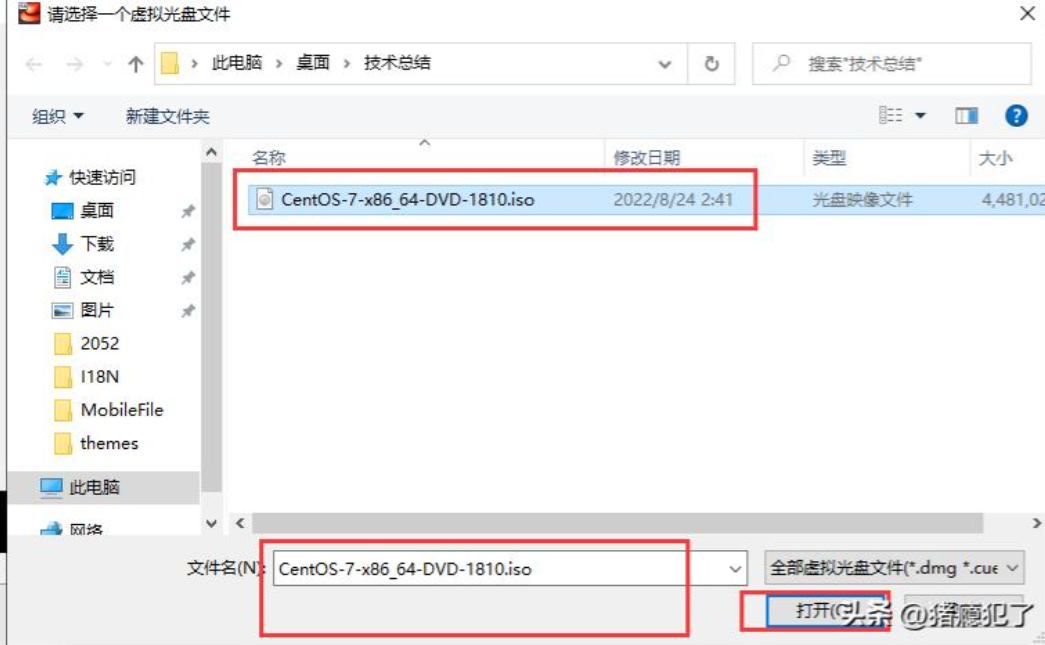 请选择一个虚拟光盘文件
此电脑 > 桌面 > 技术总结
搜索"技术总结"
组织
新建文件夹
名称 修改日期 类型 大小
CentOS-7-x86_64-DVD-1810.iso 2022/8/24 2:41 光盘映像文件 4,481,02
快速访问
桌面
下载
文档
图片
2052
I18N
MobileFile
themes
此电脑
网络
文件名(N):
CentOS-7-x86_64-DVD-1810.iso
全部虚拟光盘文件(*.dmg *.cue
打开(
头条 @猪瘾犯了